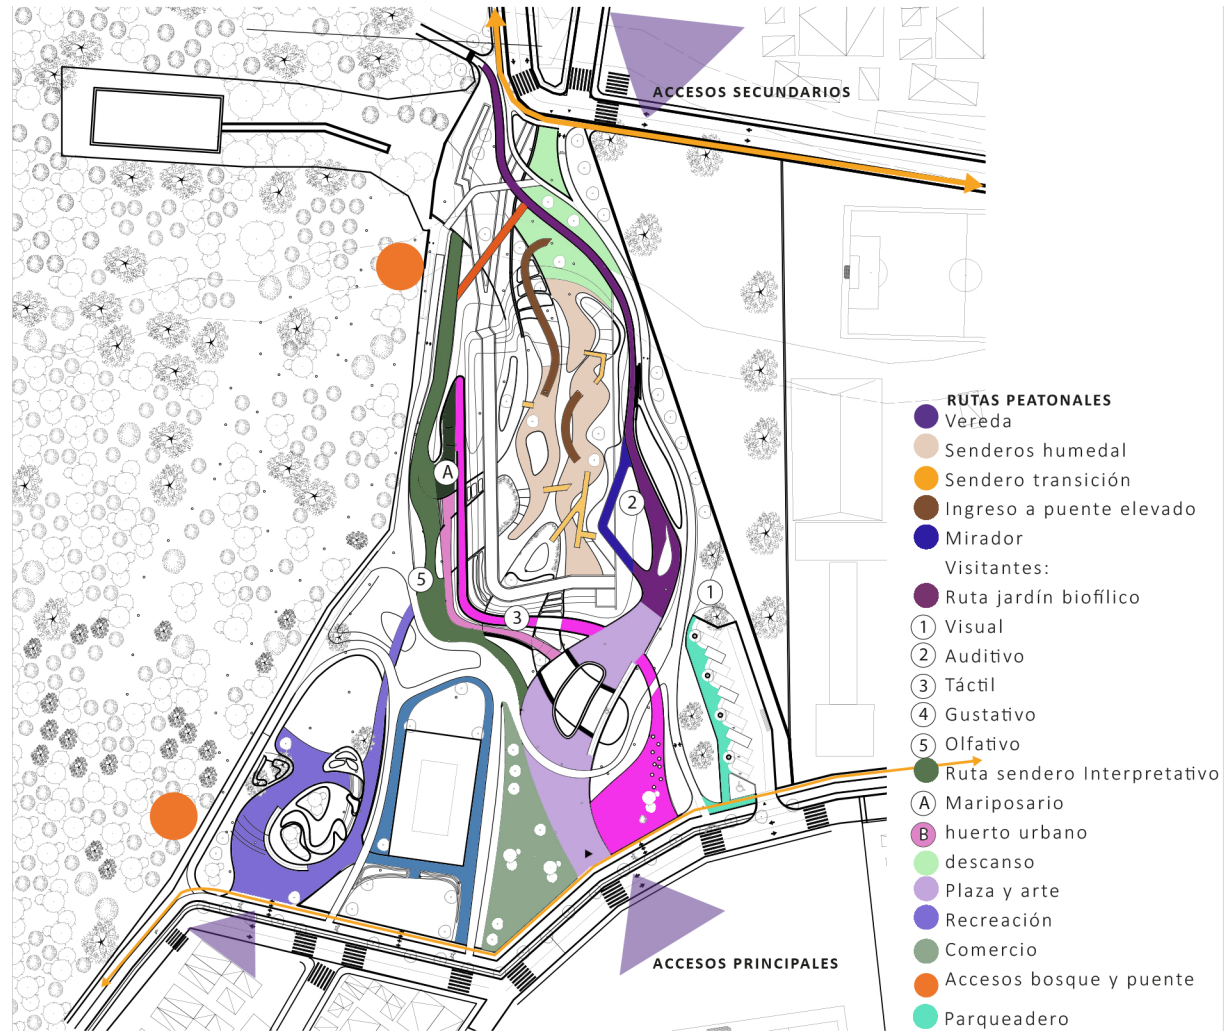 ACCESOS SECUNDARIOS
A
2
5
1
3
ACCESOS PRINCIPALES
RUTAS PEATONALES
Vereda
Senderos humedal
Sendero transición
Ingreso a puente elevado
Mirador
Visitantes:
Ruta jardín biofílico
1 Visual
2 Auditivo
3 Táctil
4 Gustativo
5 Olfativo
Ruta sendero Interpretativo
A Mariposario
B huerto urbano
descanso
Plaza y arte
Recreación
Comercio
Accesos bosque y puente
Parqueadero